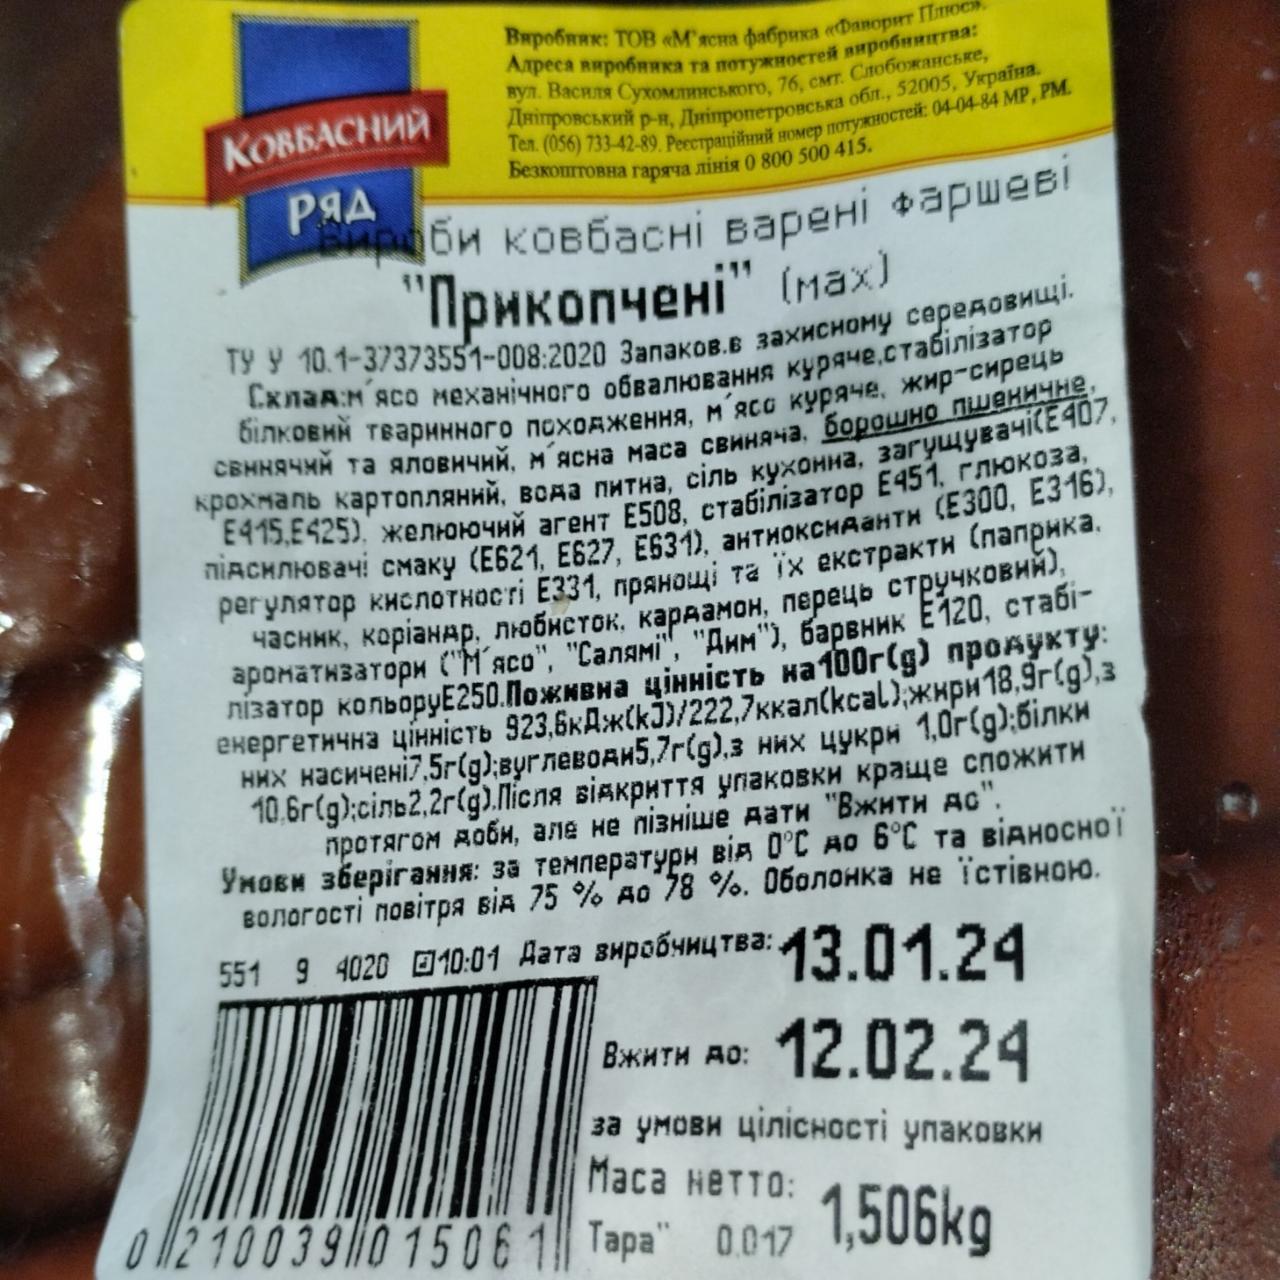 КОВБАСНИЙ
РЯД
Виробник: ТОВ «М'ясна фабрика «Фаворит Плюс».
Адреса виробника та потужностей виробництва:
вул. Василя Сухомлинського, 76, смт. Слобожанське,
Дніпровський р-н, Дніпропетровська обл., 52005, Україна.
Тел. (056) 733-42-89. Реєстраційний номер потужностей: 04-04-84 МР, РМ.
Безкоштовна гаряча лінія 0 800 500 415.
Вироби ковбасні варені фаршеві
"Прикопчені" (мах)
ТУ У 10.1-37373551-008:2020 Запаков.в захисному середовищі.
Склад:м'ясо механічного обвалювання куряче,стабілізатор
білковий тваринного походження, м'ясо куряче, жир-сирець
свинячий та яловичий, м'ясна маса свиняча, борошно пшеничне,
крохмаль картопляний, вода питна, сіль кухонна, загущувачі(Е407,
Е415,Е425), желюючий агент Е508, стабілізатор Е451, глюкоза,
підсилювачі смаку (Е621, Е627, Е631), антиоксиданти (Е300, Е316),
регулятор кислотності Е331, прянощі та їх екстракти (паприка,
часник, коріандр, любисток, кардамон, перець стручковий),
ароматизатори ("М'ясо", "Салямі", "Дим"), барвник Е120, стабі-
лізатор кольоруЕ250.Поживна цінність на100г(g) продукту:
енергетична цінність 923,6кДж(kJ)/222,7ккал(kcal);жири18,9г(g),з
них насичені7,5г(g);вуглеводи5,7г(g),з них цукри 1,0г(g);білки
10,6г(g);сіль2,2г(g).Після відкриття упаковки краще спожити
протягом доби, але не пізніше дати "Вжити до".
Умови зберігання: за температури від 0°С до 6°С та відносної
вологості повітря від 75 % до 78 %. Оболонка не їстівною.
551 9 4020 10:01 Дата виробництва: 13.01.24
Вжити до: 12.02.24
за умови цілісності упаковки
Маса нетто: 1,506kg
Тара" 0.017
0 210039 015061